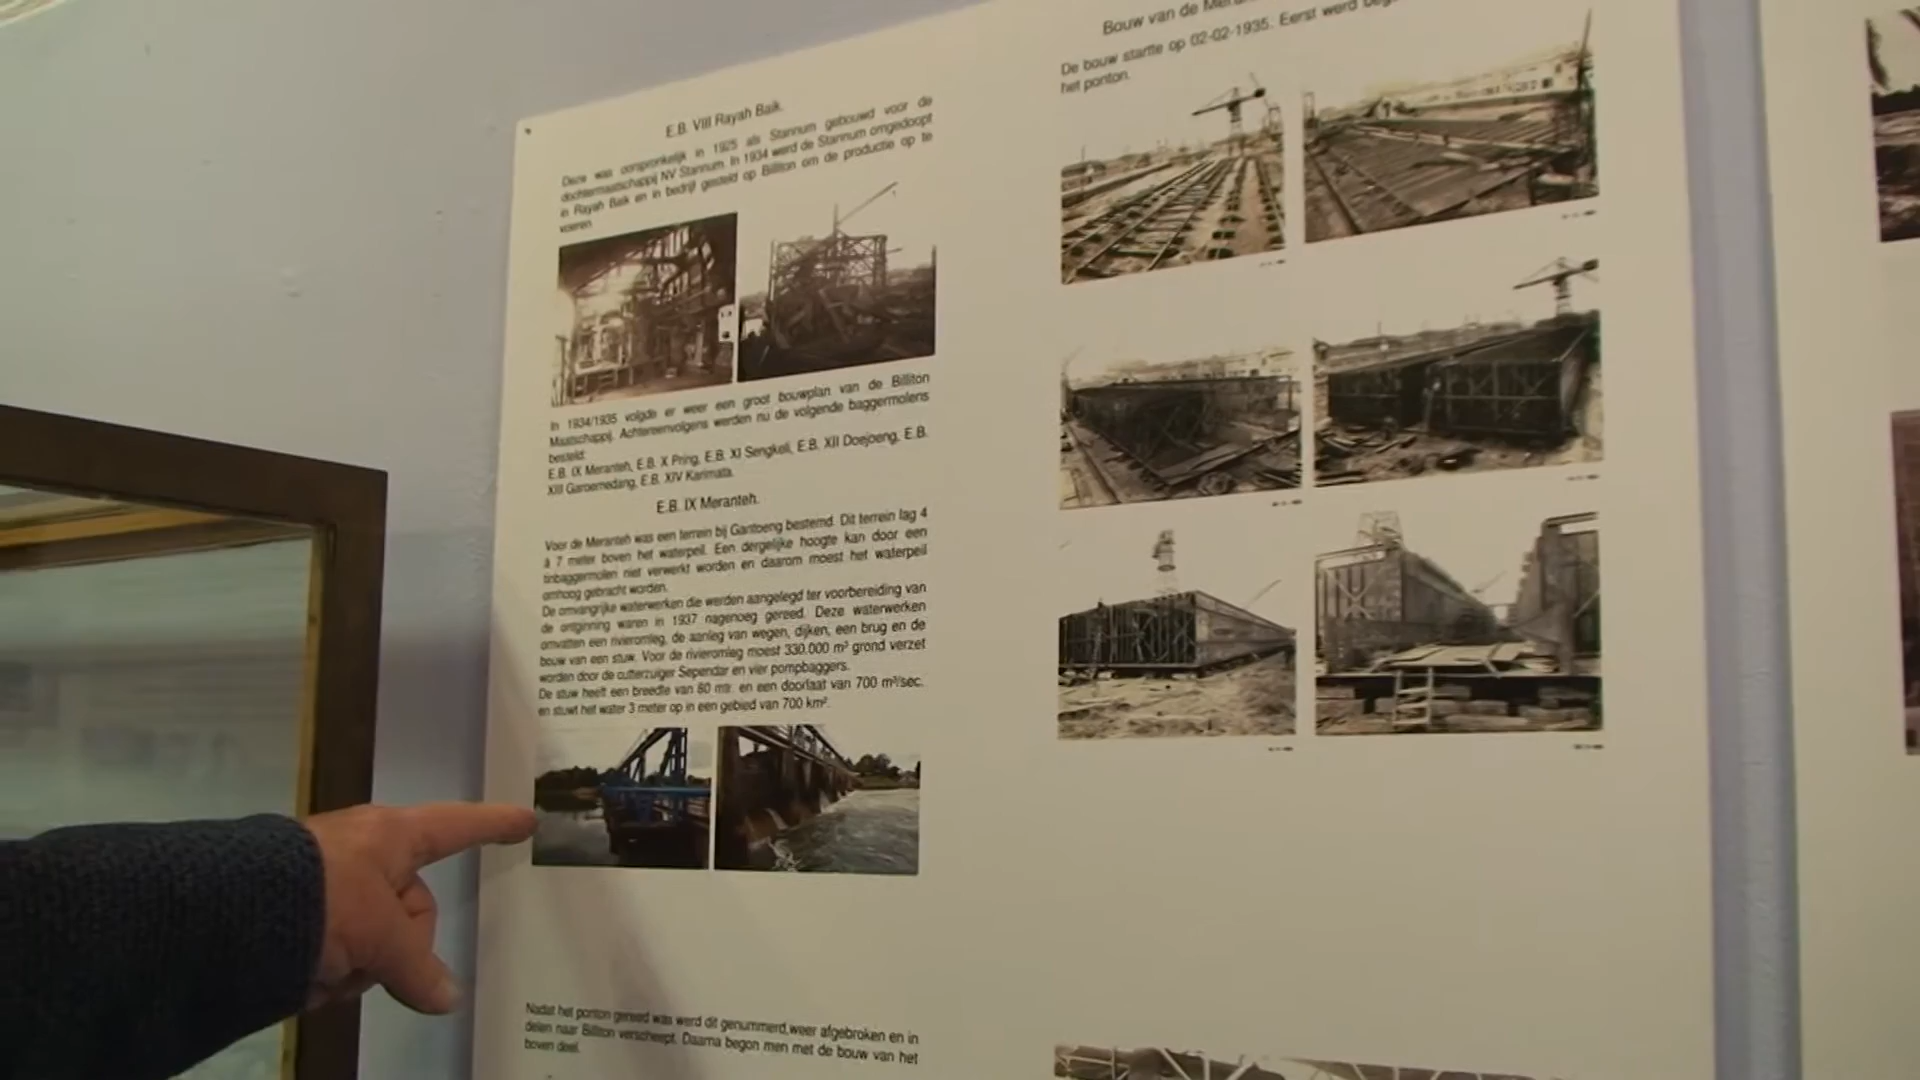 E.B. VIII Rayah Baik.
Deze was oorspronkelijk in 1925 als Stannum gebouwd voor de
dochtermaatschappij NV Stannum. In 1934 werd de Stannum omgedoopt
in Rayah Baik en in bedrijf gesteld op Billiton om de productie op te
voeren.
In 1934/1935 volgde er weer een groot bouwplan van de Billiton
Maatschappij. Achtereenvolgens werden nu de volgende baggermolens
besteld:
E.B. IX Meranteh, E.B. X Pring, E.B. XI Sengkeli, E.B. XII Doejoeng, E.B.
XIII Garoemedang, E.B. XIV Karimata.
E.B. IX Meranteh.
Voor de Meranteh was een terrein bij Gantoeng bestemd. Dit terrein lag 4
à 7 meter boven het waterpeil. Een dergelijke hoogte kan door een
tinbaggermolen niet verwerkt worden en daarom moest het waterpeil
omhoog gebracht worden.
De omvangrijke waterwerken die werden aangelegd ter voorbereiding van
de ontginning waren in 1937 nagenoeg gereed. Deze waterwerken
omvatten een rivieromleg, de aanleg van wegen, dijken, een brug en de
bouw van een stuw. Voor de rivieromleg moest 330.000 m³ grond verzet
worden door de cutterzuiger Sependar en vier pompbaggers.
De stuw heeft een breedte van 80 mtr. en een doorlaat van 700 m³/sec.
en stuwt het water 3 meter op in een gebied van 700 km².
Nadat het ponton gereed was werd dit genummerd,weer afgebroken en in
delen naar Billiton verscheept. Daarna begon men met de bouw van het
boven deel.
Bouw van de
De bouw startte op 02-02-1935. Eerst werd
het ponton.